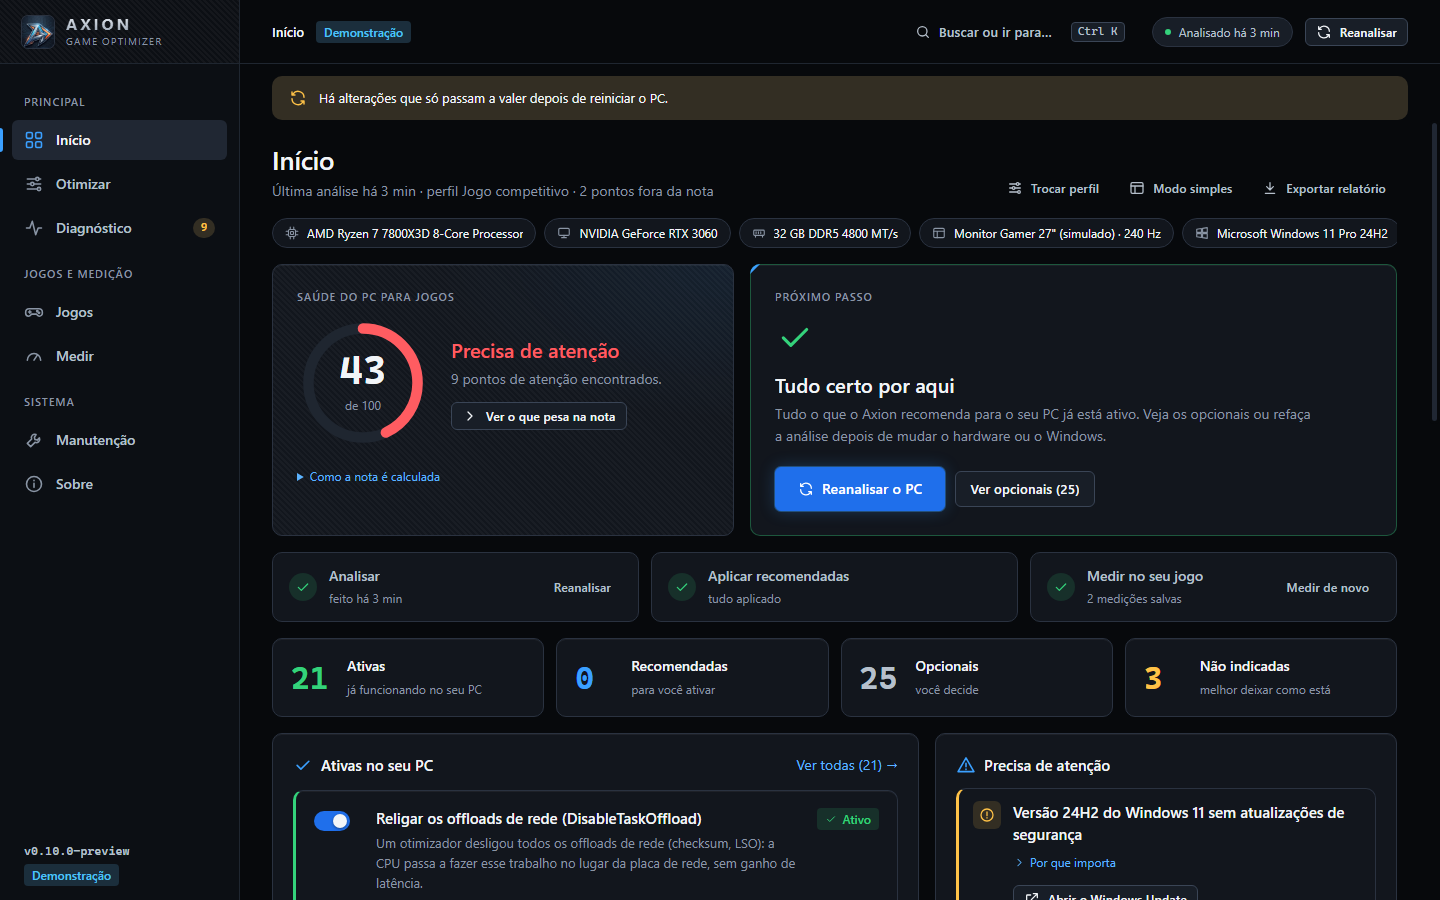 AXION
GAME OPTIMIZER
Início
Demonstração
Buscar ou ir para...
Ctrl K
Analisado há 3 min
Reanalisar
Há alterações que só passam a valer depois de reiniciar o PC.
PRINCIPAL
Início
Otimizar
Diagnóstico
9
JOGOS E MEDIÇÃO
Jogos
Medir
SISTEMA
Manutenção
Sobre
v0.10.0-preview
Demonstração
Início
Última análise há 3 min · perfil Jogo competitivo · 2 pontos fora da nota
Trocar perfil
Modo simples
Exportar relatório
AMD Ryzen 7 7800X3D 8-Core Processor
NVIDIA GeForce RTX 3060
32 GB DDR5 4800 MT/s
Monitor Gamer 27" (simulado) · 240 Hz
Microsoft Windows 11 Pro 24H2
SAÚDE DO PC PARA JOGOS
43
de 100
Precisa de atenção
9 pontos de atenção encontrados.
Ver o que pesa na nota
Como a nota é calculada
PRÓXIMO PASSO
Tudo certo por aqui
Tudo o que o Axion recomenda para o seu PC já está ativo. Veja os opcionais ou refaça
a análise depois de mudar o hardware ou o Windows.
Reanalisar o PC
Ver opcionais (25)
Analisar
feito há 3 min
Reanalisar
Aplicar recomendadas
tudo aplicado
Medir no seu jogo
2 medições salvas
Medir de novo
21
Ativas
já funcionando no seu PC
0
Recomendadas
para você ativar
25
Opcionais
você decide
3
Não indicadas
melhor deixar como está
Ativas no seu PC
Ver todas (21) →
Religar os offloads de rede (DisableTaskOffload)
Ativo
Um otimizador desligou todos os offloads de rede (checksum, LSO): a
CPU passa a fazer esse trabalho no lugar da placa de rede, sem ganho de
latência.
Precisa de atenção
Versão 24H2 do Windows 11 sem atualizações de
segurança
Por que importa
Abrir o Windows Update